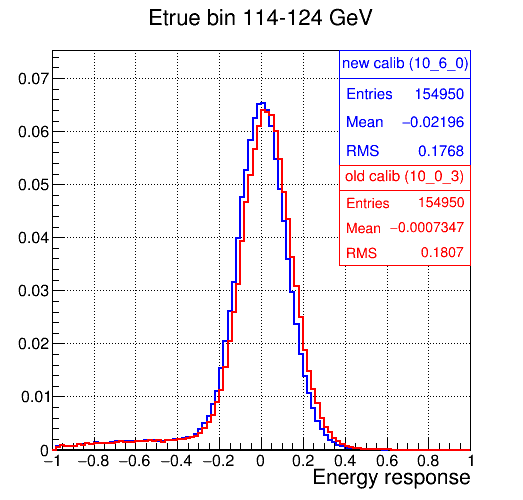 Etrue bin 114-124 GeV
new calib (10_6_0)
Entries 154950
Mean −0.02196
RMS 0.1768
old calib (10_0_3)
Entries 154950
Mean −0.0007347
RMS 0.1807
0.07
0.06
0.05
0.04
0.03
0.02
0.01
0
−1 −0.8 −0.6 −0.4 −0.2 0 0.2 0.4 0.6 0.8 1
Energy response